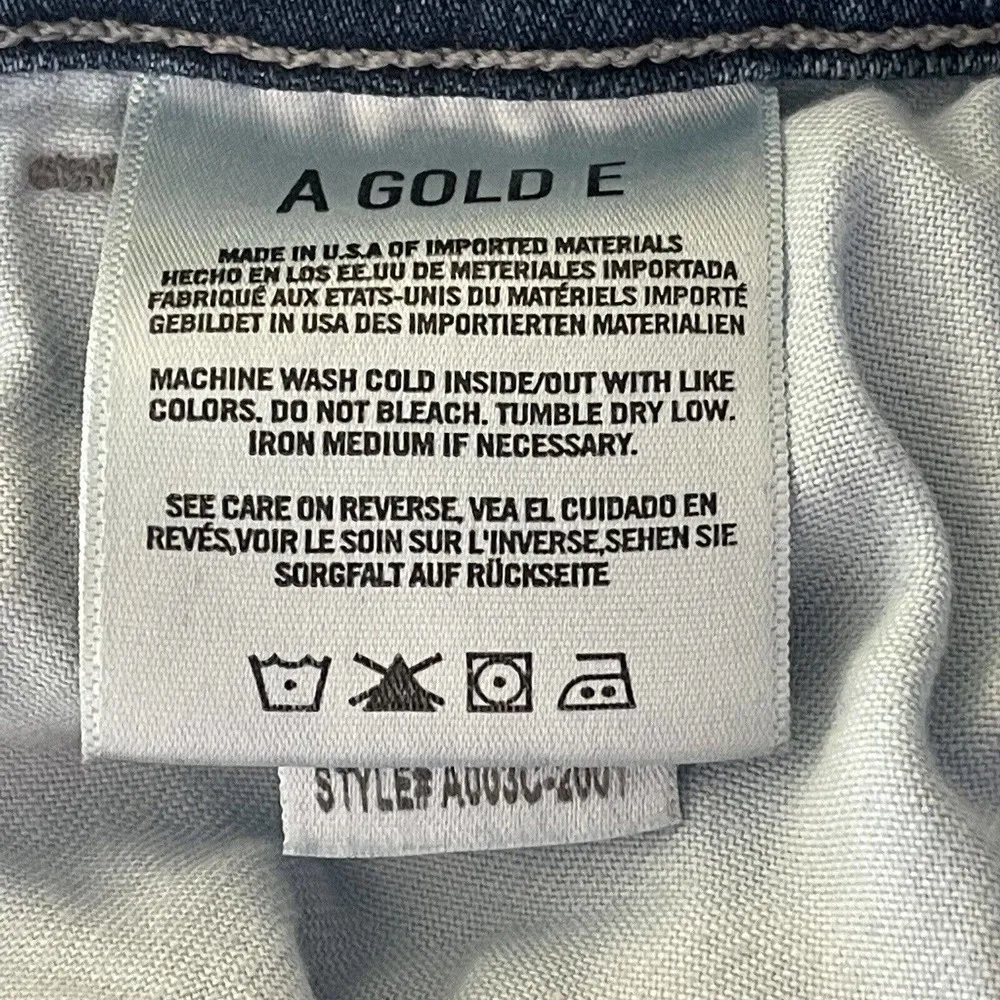 A GOLD E
MADE IN U.S.A OF IMPORTED MATERIALS
HECHO EN LOS EE.UU DE METERIALES IMPORTADA
FABRIQUÉ AUX ETATS-UNIS DU MATÉRIELS IMPORTÉ
GEBILDET IN USA DES IMPORTIERTEN MATERIALIEN
MACHINE WASH COLD INSIDE/OUT WITH LIKE
COLORS. DO NOT BLEACH. TUMBLE DRY LOW.
IRON MEDIUM IF NECESSARY.
SEE CARE ON REVERSE, VEA EL CUIDADO EN
REVÉS,VOIR LE SOIN SUR L'INVERSE,SEHEN SIE
SORGFALT AUF RÜCKSEITE
STYLE#